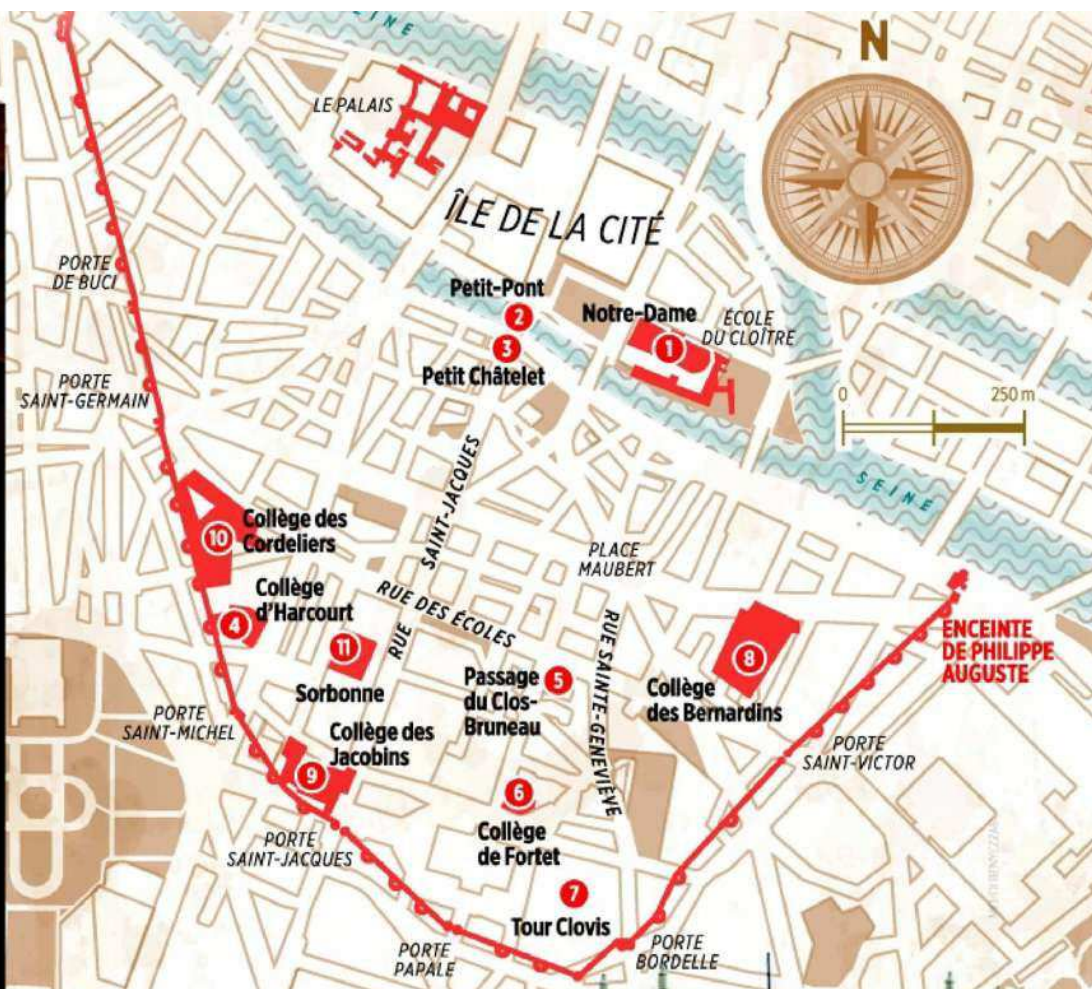 SEINE
N
LE PALAIS
ÎLE DE LA CITÉ
PORTE
DE BUCI
Petit-Pont
2
Notre-Dame
1
ÉCOLE
DU CLOÎTRE
3
Petit Châtelet
PORTE
SAINT-GERMAIN
0 250 m
SEINE
RUE SAINT-JACQUES
10
Collège des
Cordeliers
PLACE
MAUBERT
Collège
d'Harcourt
4
RUE DES ÉCOLES
RUE SAINTE-GENEVIÈVE
ENCEINTE
DE PHILIPPE
AUGUSTE
11
Sorbonne
Passage
du Clos-
Bruneau
5
8
Collège
des Bernardins
PORTE
SAINT-MICHEL
Collège des
Jacobins
9
PORTE
SAINT-VICTOR
6
Collège
de Fortet
PORTE
SAINT-JACQUES
7
Tour Clovis
PORTE
PAPALE
PORTE
BORDELLE